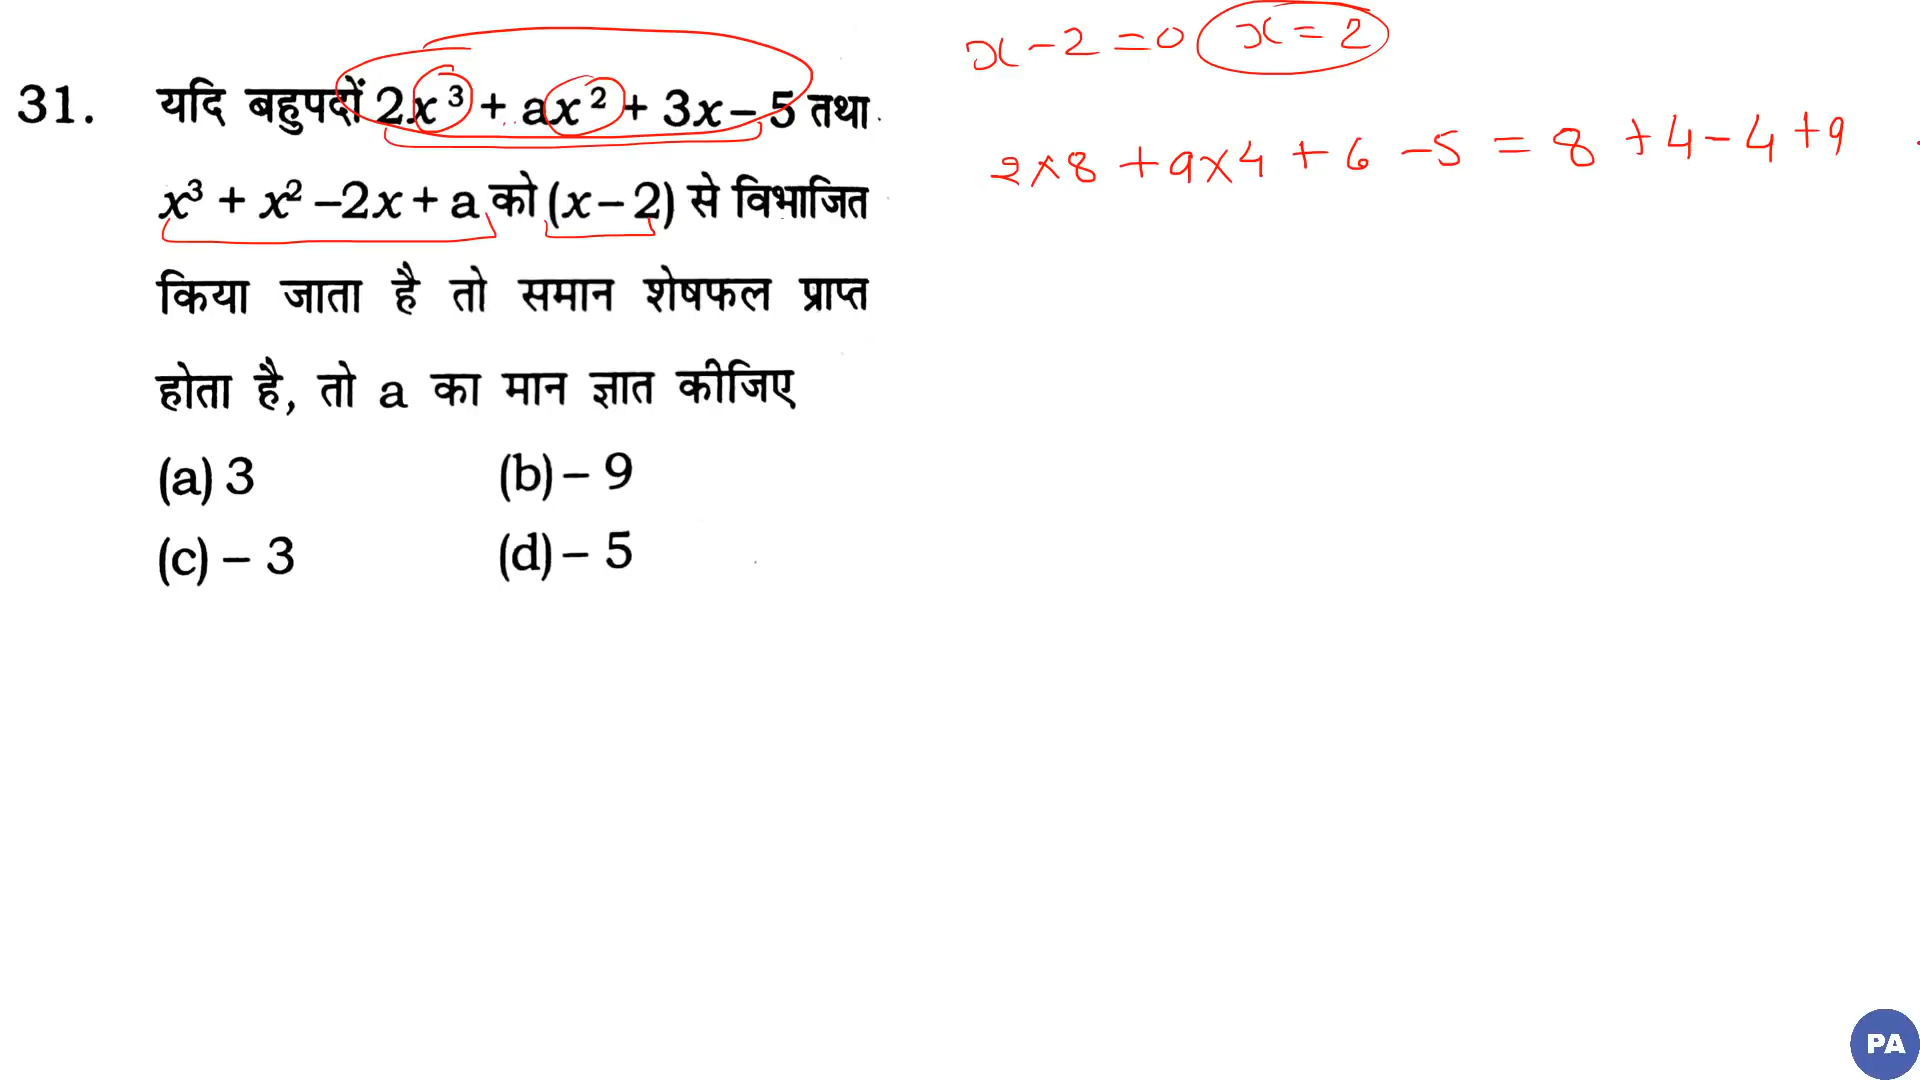 31. यदि बहुपदों 2x³ + ax² + 3x – 5 तथा
x³ + x² –2x + a को (x – 2) से विभाजित
किया जाता है तो समान शेषफल प्राप्त
होता है, तो a का मान ज्ञात कीजिए
(a) 3 (b) – 9
(c) – 3 (d) – 5
x – 2 = 0 x = 2
2 × 8 + a × 4 + 6 – 5 = 8 + 4 – 4 + a
PA